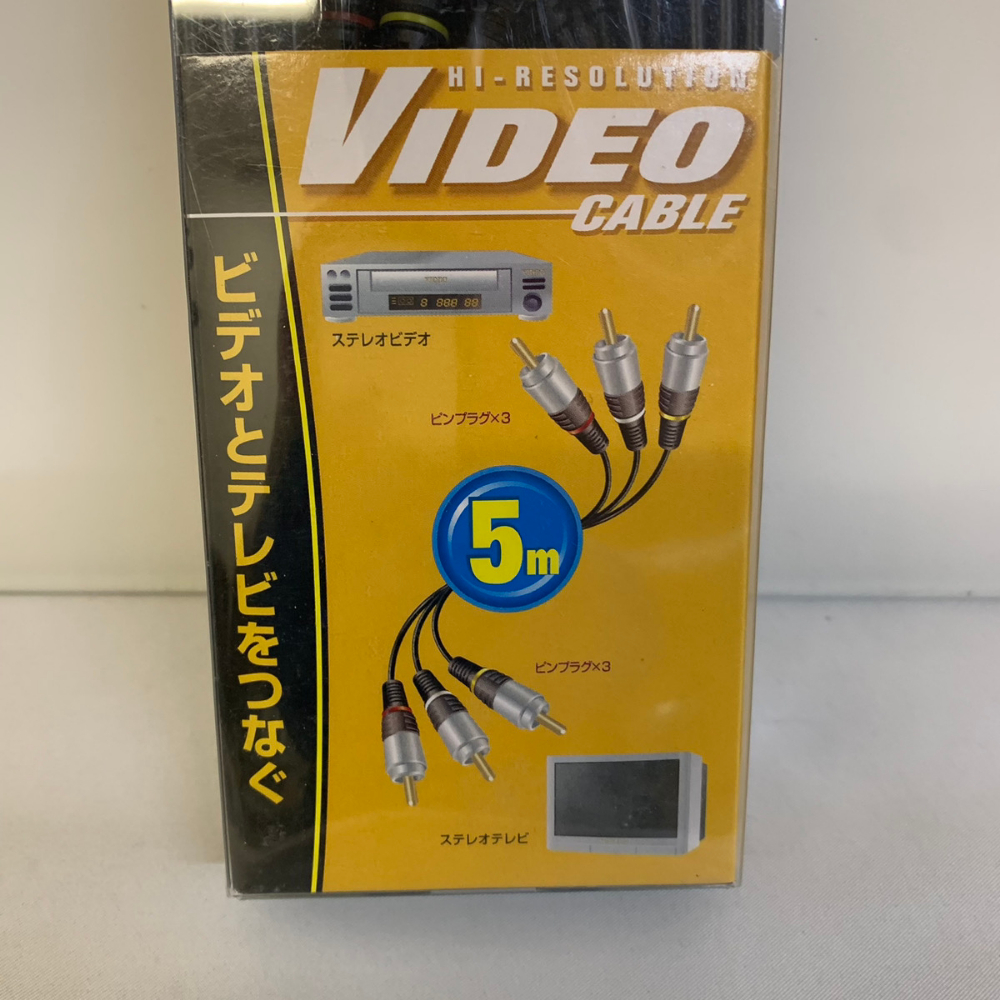 HI-RESOLUTION
VIDEO
CABLE
ビデオとテレビをつなぐ
ステレオビデオ
ピンプラグ×3
5m
ピンプラグ×3
ステレオテレビ